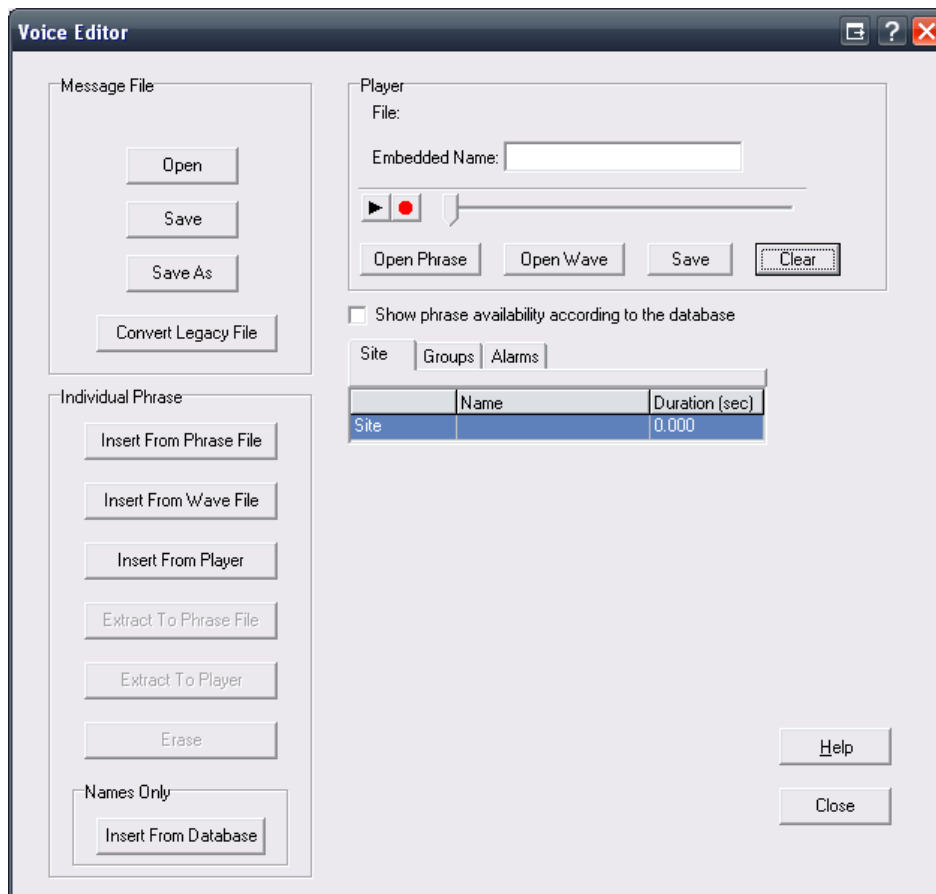 Voice Editor
?
Message File
Open
Save
Save As
Convert Legacy File
Individual Phrase
Insert From Phrase File
Insert From Wave File
Insert From Player
Extract To Phrase File
Extract To Player
Erase
Names Only
Insert From Database
Player
File:
Embedded Name:
Open Phrase Open Wave Save Clear
Show phrase availability according to the database
Site Groups Alarms
Name Duration (sec)
Site 0.000
Help
Close